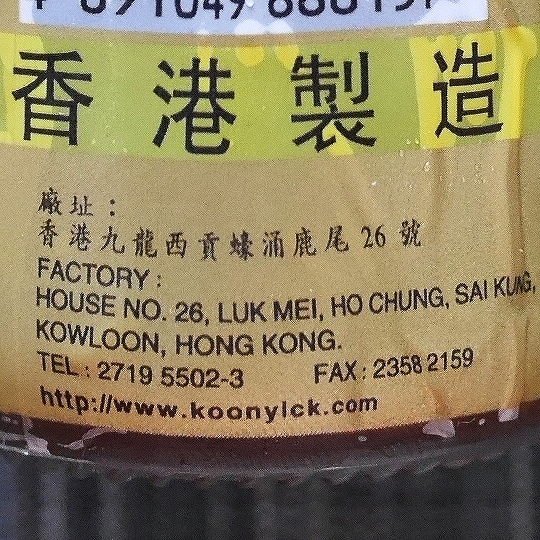 香港製造
廠址：
香港九龍西貢蠔涌鹿尾 26 號
FACTORY :
HOUSE NO. 26, LUK MEI, HO CHUNG, SAI KUNG,
KOWLOON, HONG KONG.
TEL : 2719 5502-3 FAX : 2358 2159
http://www.koonyick.com